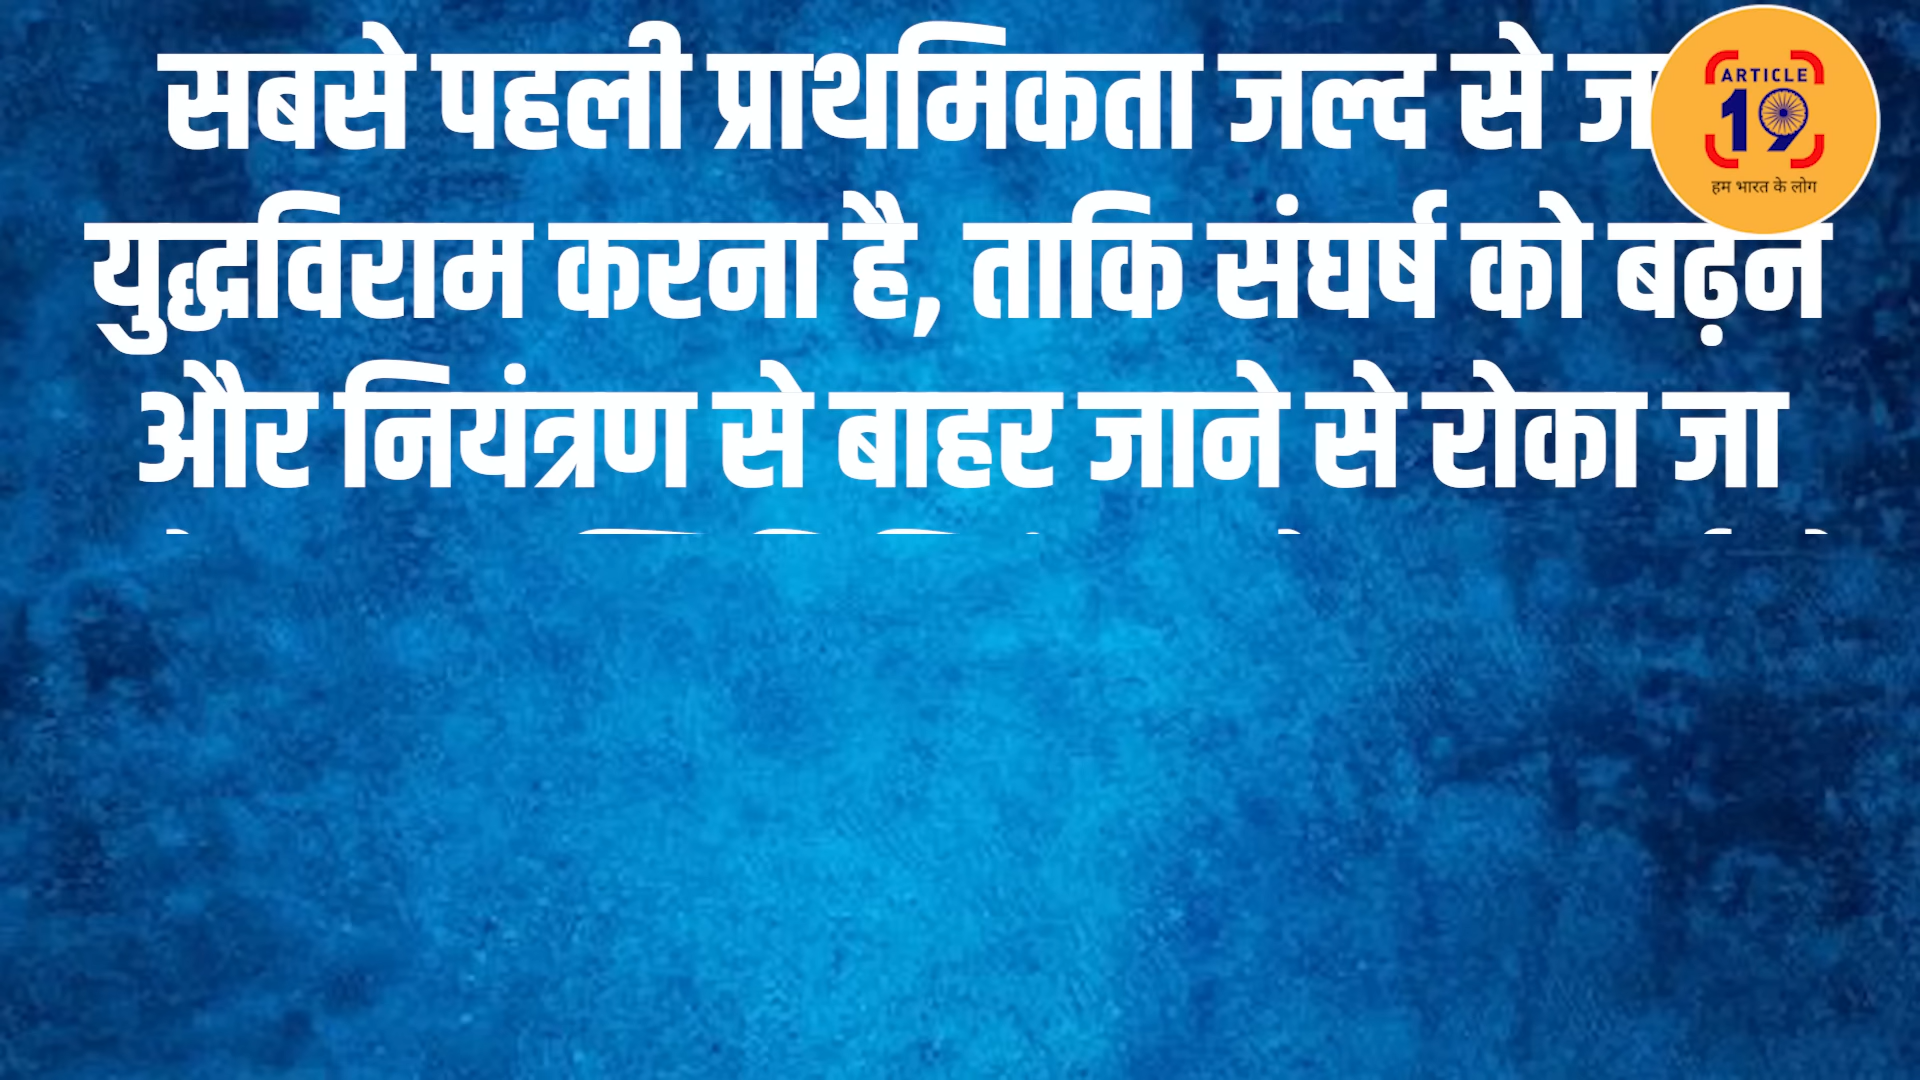 सबसे पहली प्राथमिकता जल्द से
युद्धविराम करना है, ताकि संघर्ष को बढ़ने
और नियंत्रण से बाहर जाने से रोका जा
ARTICLE
19
हम भारत के लोग